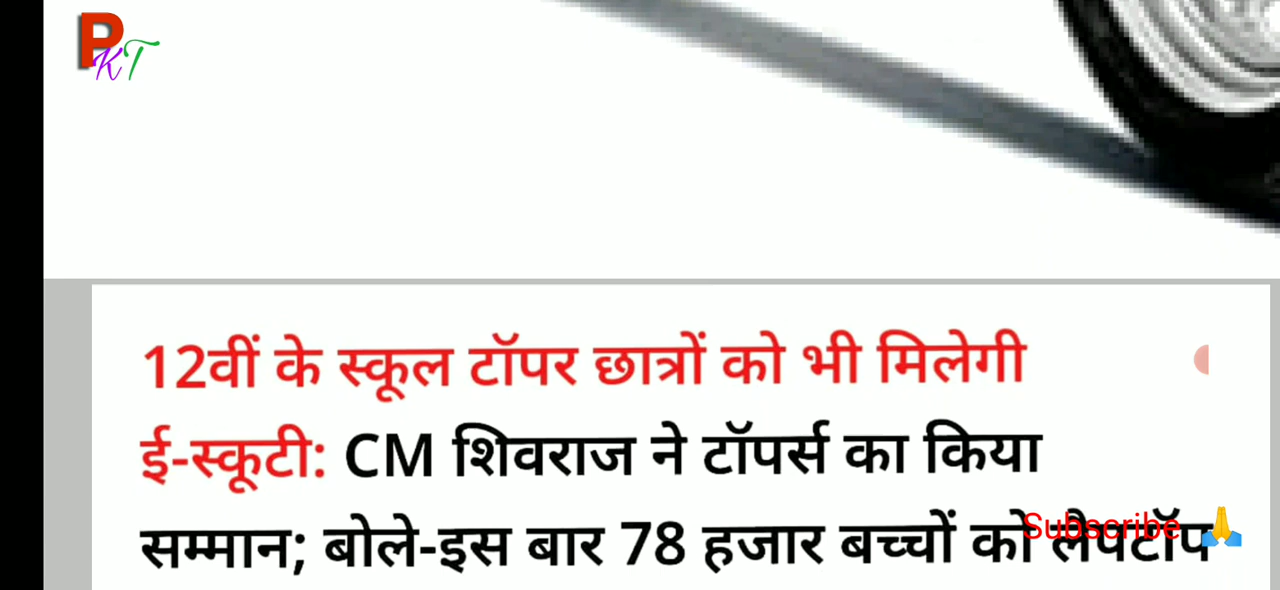 PKT
12वीं के स्कूल टॉपर छात्रों को भी मिलेगी
ई-स्कूटी: CM शिवराज ने टॉपर्स का किया
सम्मान; बोले-इस बार 78 हजार बच्चों को लैपटॉप
Subscribe 🙏